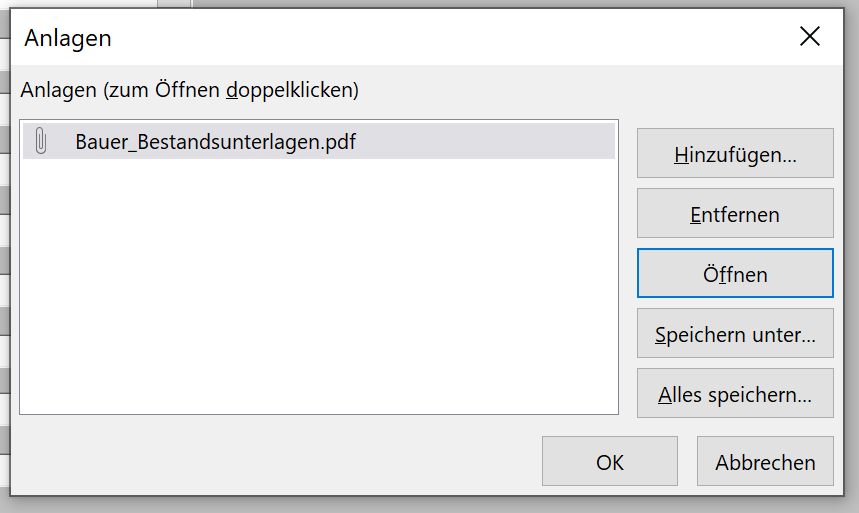 Anlagen
Anlagen (zum Öffnen doppelklicken)
Bauer_Bestandsunterlagen.pdf
Hinzufügen...
Entfernen
Öffnen
Speichern unter...
Alles speichern...
OK
Abbrechen